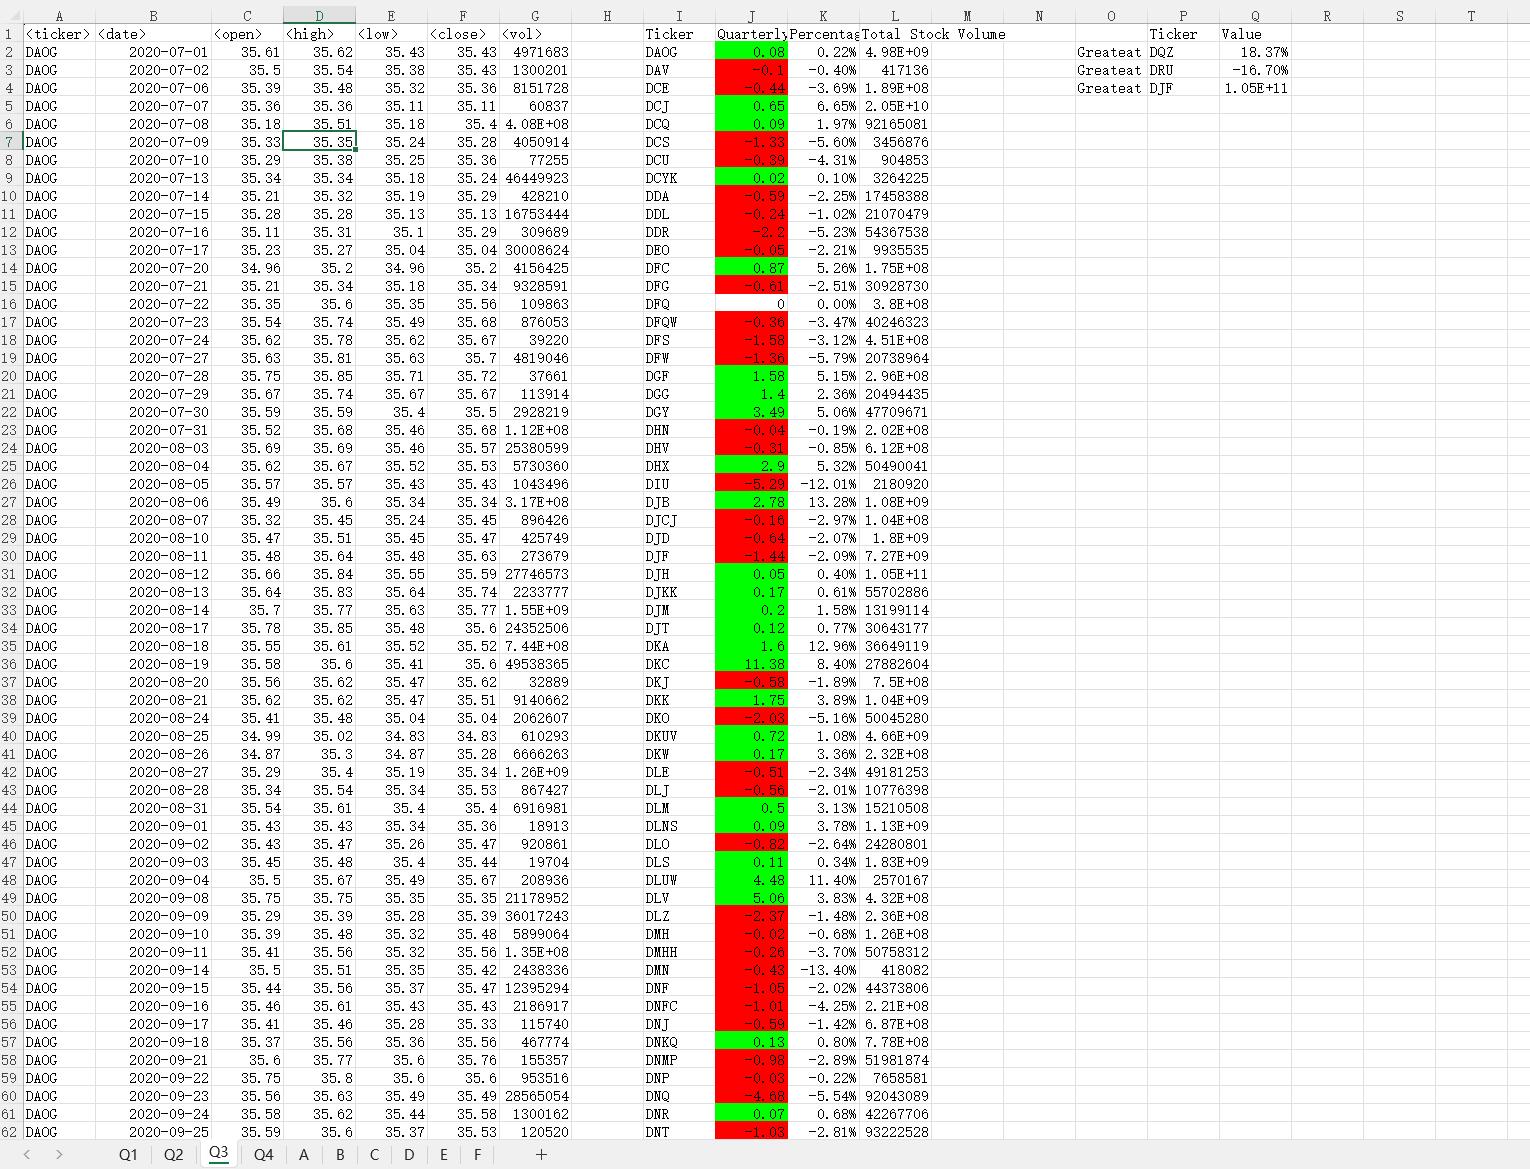 A B C D E F G H I J K L M N O P Q R S T
1 <ticker> <date> <open> <high> <low> <close> <vol> Ticker Quarterly Percentag Total Stock Volume Ticker Value
2 DAOG 2020-07-01 35.61 35.62 35.43 35.43 4971683 DAOG 0.08 0.22% 4.98E+09 Greateat DQZ 18.37%
3 DAOG 2020-07-02 35.5 35.54 35.38 35.43 1300201 DAV -0.1 -0.40% 417136 Greateat DRU -16.70%
4 DAOG 2020-07-06 35.39 35.48 35.32 35.36 8151728 DCE -0.44 -3.69% 1.89E+08 Greateat DJF 1.05E+11
5 DAOG 2020-07-07 35.36 35.36 35.11 35.11 60837 DCJ 0.65 6.65% 2.05E+10
6 DAOG 2020-07-08 35.18 35.51 35.18 35.4 4.08E+08 DCQ 0.09 1.97% 92165081
7 DAOG 2020-07-09 35.33 35.35 35.24 35.28 4050914 DCS -1.33 -5.60% 3456876
8 DAOG 2020-07-10 35.29 35.38 35.25 35.36 77255 DCU -0.39 -4.31% 904853
9 DAOG 2020-07-13 35.34 35.34 35.18 35.24 46449923 DCYK 0.02 0.10% 3264225
10 DAOG 2020-07-14 35.21 35.32 35.19 35.29 428210 DDA -0.59 -2.25% 17458388
11 DAOG 2020-07-15 35.28 35.28 35.13 35.13 16753444 DDL -0.24 -1.02% 21070479
12 DAOG 2020-07-16 35.11 35.31 35.1 35.29 309689 DDR -2.2 -5.23% 54367538
13 DAOG 2020-07-17 35.23 35.27 35.04 35.04 30008624 DEO -0.05 -2.21% 9935535
14 DAOG 2020-07-20 34.96 35.2 34.96 35.2 4156425 DFC 0.87 5.26% 1.75E+08
15 DAOG 2020-07-21 35.21 35.34 35.18 35.34 9328591 DFG -0.61 -2.51% 30928730
16 DAOG 2020-07-22 35.35 35.6 35.35 35.56 109863 DFQ 0 0.00% 3.8E+08
17 DAOG 2020-07-23 35.54 35.74 35.49 35.68 876053 DFQW -0.36 -3.47% 40246323
18 DAOG 2020-07-24 35.62 35.78 35.62 35.67 39220 DFS -1.58 -3.12% 4.51E+08
19 DAOG 2020-07-27 35.63 35.81 35.63 35.7 4819046 DFW -1.36 -5.79% 20738964
20 DAOG 2020-07-28 35.75 35.85 35.71 35.72 37661 DGF 1.58 5.15% 2.96E+08
21 DAOG 2020-07-29 35.67 35.74 35.67 35.67 113914 DGG 1.4 2.36% 20494435
22 DAOG 2020-07-30 35.59 35.59 35.4 35.5 2928219 DGY 3.49 5.06% 47709671
23 DAOG 2020-07-31 35.52 35.68 35.46 35.68 1.12E+08 DHN -0.04 -0.19% 2.02E+08
24 DAOG 2020-08-03 35.69 35.69 35.46 35.57 25380599 DHV -0.31 -0.85% 6.12E+08
25 DAOG 2020-08-04 35.62 35.67 35.52 35.53 5730360 DHX 2.9 5.32% 50490041
26 DAOG 2020-08-05 35.57 35.57 35.43 35.43 1043496 DIU -5.29 -12.01% 2180920
27 DAOG 2020-08-06 35.49 35.6 35.34 35.34 3.17E+08 DJB 2.78 13.28% 1.08E+09
28 DAOG 2020-08-07 35.32 35.45 35.24 35.45 896426 DJCJ -0.16 -2.97% 1.04E+08
29 DAOG 2020-08-10 35.47 35.51 35.45 35.47 425749 DJD -0.64 -2.07% 1.8E+09
30 DAOG 2020-08-11 35.48 35.64 35.48 35.63 273679 DJF -1.44 -2.09% 7.27E+09
31 DAOG 2020-08-12 35.66 35.84 35.55 35.59 27746573 DJH 0.05 0.40% 1.05E+11
32 DAOG 2020-08-13 35.64 35.83 35.64 35.74 2233777 DJKK 0.17 0.61% 55702886
33 DAOG 2020-08-14 35.7 35.77 35.63 35.77 1.55E+09 DJM 0.2 1.58% 13199114
34 DAOG 2020-08-17 35.78 35.85 35.48 35.6 24352506 DJT 0.12 0.77% 30643177
35 DAOG 2020-08-18 35.55 35.61 35.52 35.52 7.44E+08 DKA 1.6 12.96% 36649119
36 DAOG 2020-08-19 35.58 35.6 35.41 35.6 49538365 DKC 11.38 8.40% 27882604
37 DAOG 2020-08-20 35.56 35.62 35.47 35.62 32889 DKJ -0.58 -1.89% 7.5E+08
38 DAOG 2020-08-21 35.62 35.62 35.47 35.51 9140662 DKK 1.75 3.89% 1.04E+09
39 DAOG 2020-08-24 35.41 35.48 35.04 35.04 2062607 DKO -2.03 -5.16% 50045280
40 DAOG 2020-08-25 34.99 35.02 34.83 34.83 610293 DKUV 0.72 1.08% 4.66E+09
41 DAOG 2020-08-26 34.87 35.3 34.87 35.28 6666263 DKW 0.17 3.36% 2.32E+08
42 DAOG 2020-08-27 35.29 35.4 35.19 35.34 1.26E+09 DLE -0.51 -2.34% 49181253
43 DAOG 2020-08-28 35.34 35.54 35.34 35.53 867427 DLJ -0.56 -2.01% 10776398
44 DAOG 2020-08-31 35.54 35.61 35.4 35.4 6916981 DLM 0.5 3.13% 15210508
45 DAOG 2020-09-01 35.43 35.43 35.34 35.36 18913 DLNS 0.09 3.78% 1.13E+09
46 DAOG 2020-09-02 35.43 35.47 35.26 35.47 920861 DLO -0.82 -2.64% 24280801
47 DAOG 2020-09-03 35.45 35.48 35.4 35.44 19704 DLS 0.11 0.34% 1.83E+09
48 DAOG 2020-09-04 35.5 35.67 35.49 35.67 208936 DLUW 4.48 11.40% 2570167
49 DAOG 2020-09-08 35.75 35.75 35.35 35.35 21178952 DLV 5.06 3.83% 4.32E+08
50 DAOG 2020-09-09 35.29 35.39 35.28 35.39 36017243 DLZ -2.37 -1.48% 2.36E+08
51 DAOG 2020-09-10 35.39 35.48 35.32 35.48 5899064 DMH -0.02 -0.68% 1.26E+08
52 DAOG 2020-09-11 35.41 35.56 35.32 35.56 1.35E+08 DMHH -0.26 -3.70% 50758312
53 DAOG 2020-09-14 35.5 35.51 35.35 35.42 2438336 DMN -0.43 -13.40% 418082
54 DAOG 2020-09-15 35.44 35.56 35.37 35.47 12395294 DNF -1.05 -2.02% 44373806
55 DAOG 2020-09-16 35.46 35.61 35.43 35.43 2186917 DNFC -1.01 -4.25% 2.21E+08
56 DAOG 2020-09-17 35.41 35.46 35.28 35.33 115740 DNJ -0.59 -1.42% 6.87E+08
57 DAOG 2020-09-18 35.37 35.56 35.36 35.56 467774 DNKQ 0.13 0.80% 7.78E+08
58 DAOG 2020-09-21 35.6 35.77 35.6 35.76 155357 DNMP -0.98 -2.89% 51981874
59 DAOG 2020-09-22 35.75 35.8 35.6 35.6 953516 DNP -0.03 -0.22% 7658581
60 DAOG 2020-09-23 35.56 35.63 35.49 35.49 28565054 DNQ -4.68 -5.54% 92043089
61 DAOG 2020-09-24 35.58 35.62 35.44 35.58 1300162 DNR 0.07 0.68% 42267706
62 DAOG 2020-09-25 35.59 35.6 35.37 35.53 120520 DNT -1.03 -2.81% 93222528
Q1 Q2 Q3 Q4 A B C D E F +